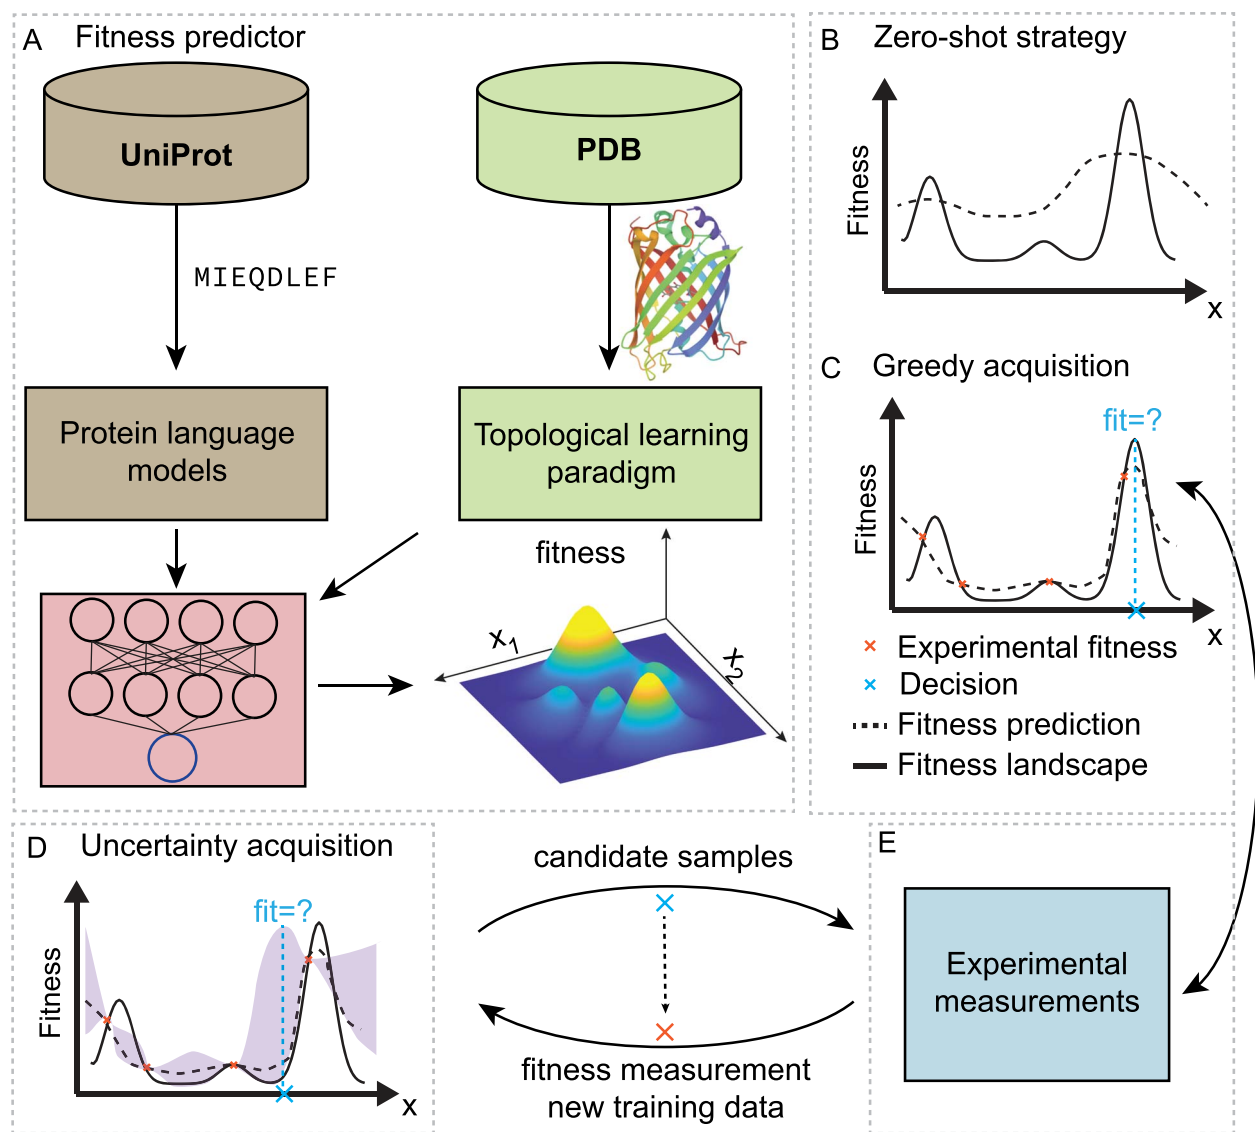 A Fitness predictor
UniProt
PDB
MIEQDLEF
Protein language
models
Topological learning
paradigm
fitness
x1
x2
B Zero-shot strategy
Fitness
x
C Greedy acquisition
fit=?
Fitness
x
Experimental fitness
Decision
Fitness prediction
Fitness landscape
D Uncertainty acquisition
fit=?
Fitness
x
candidate samples
fitness measurement
new training data
E
Experimental
measurements